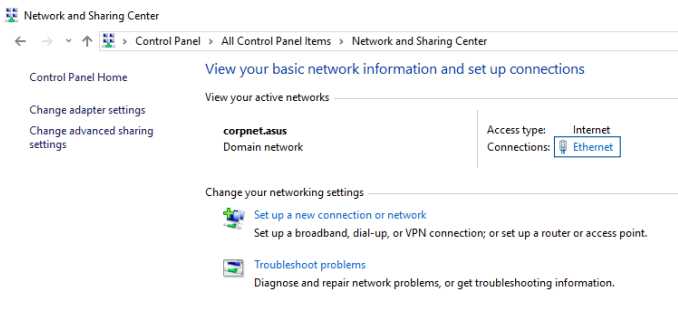 Network and Sharing Center
Control Panel > All Control Panel Items > Network and Sharing Center
Control Panel Home
Change adapter settings
Change advanced sharing
settings
View your basic network information and set up connections
View your active networks
corpnet.asus
Domain network
Access type: Internet
Connections: Ethernet
Change your networking settings
Set up a new connection or network
Set up a broadband, dial-up, or VPN connection; or set up a router or access point.
Troubleshoot problems
Diagnose and repair network problems, or get troubleshooting information.